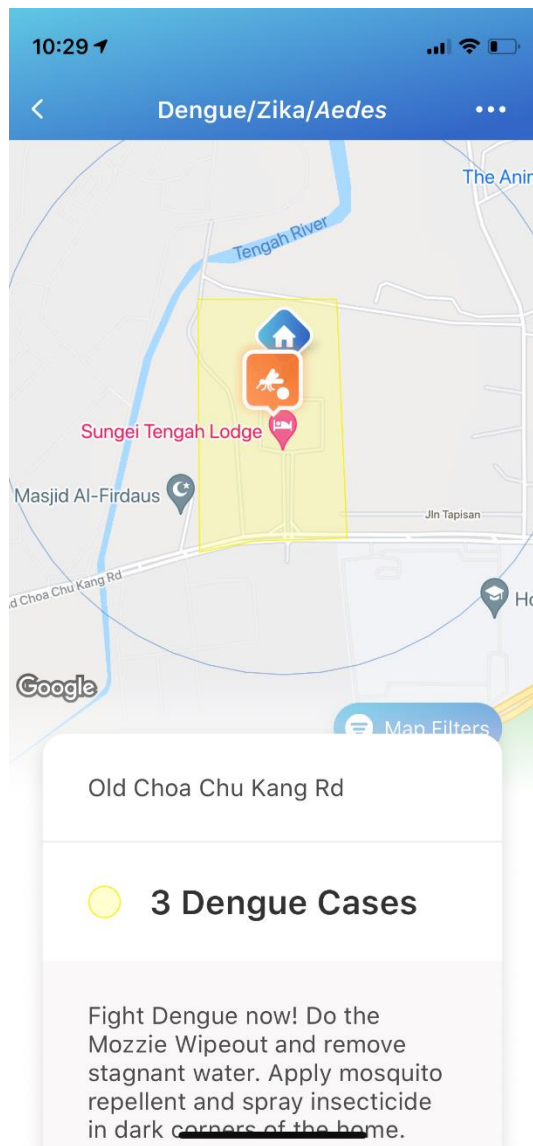 10:29
Dengue/Zika/Aedes
The Anir
Tengah River
Sungei Tengah Lodge
Masjid Al-Firdaus
Jln Tapisan
d Choa Chu Kang Rd
Ho
Google
Map Filters
Old Choa Chu Kang Rd
3 Dengue Cases
Fight Dengue now! Do the
Mozzie Wipeout and remove
stagnant water. Apply mosquito
repellent and spray insecticide
in dark corners of the home.